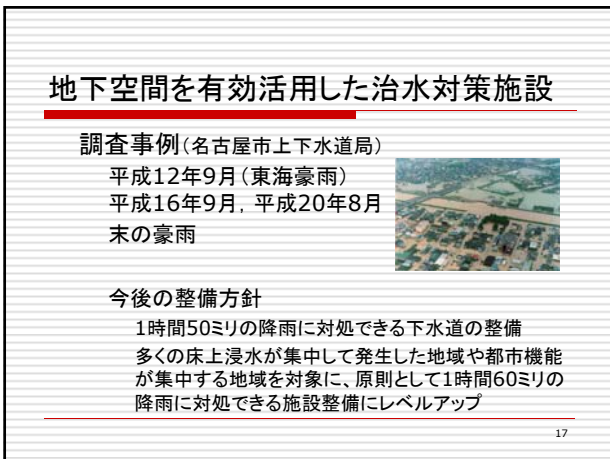 地下空間を有効活用した治水対策施設
調査事例(名古屋市上下水道局)
平成12年9月(東海豪雨)
平成16年9月，平成20年8月
末の豪雨
今後の整備方針
1時間50ミリの降雨に対処できる下水道の整備
多くの床上浸水が集中して発生した地域や都市機能
が集中する地域を対象に、原則として1時間60ミリの
降雨に対処できる施設整備にレベルアップ
17